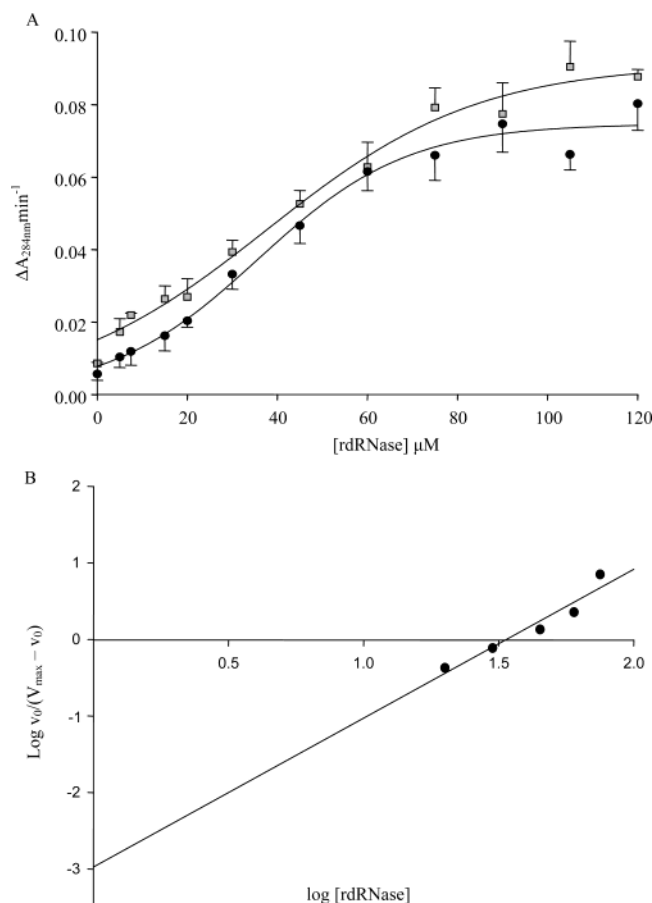 A
0.10
0.08
0.06
0.04
0.02
0.00
ΔA284nmmin-1
0 20 40 60 80 100 120
[rdRNase] μM
B
2
1
0
-1
-2
-3
0.5 1.0 1.5 2.0
Log v0/(Vmax – v0)
log [rdRNase]